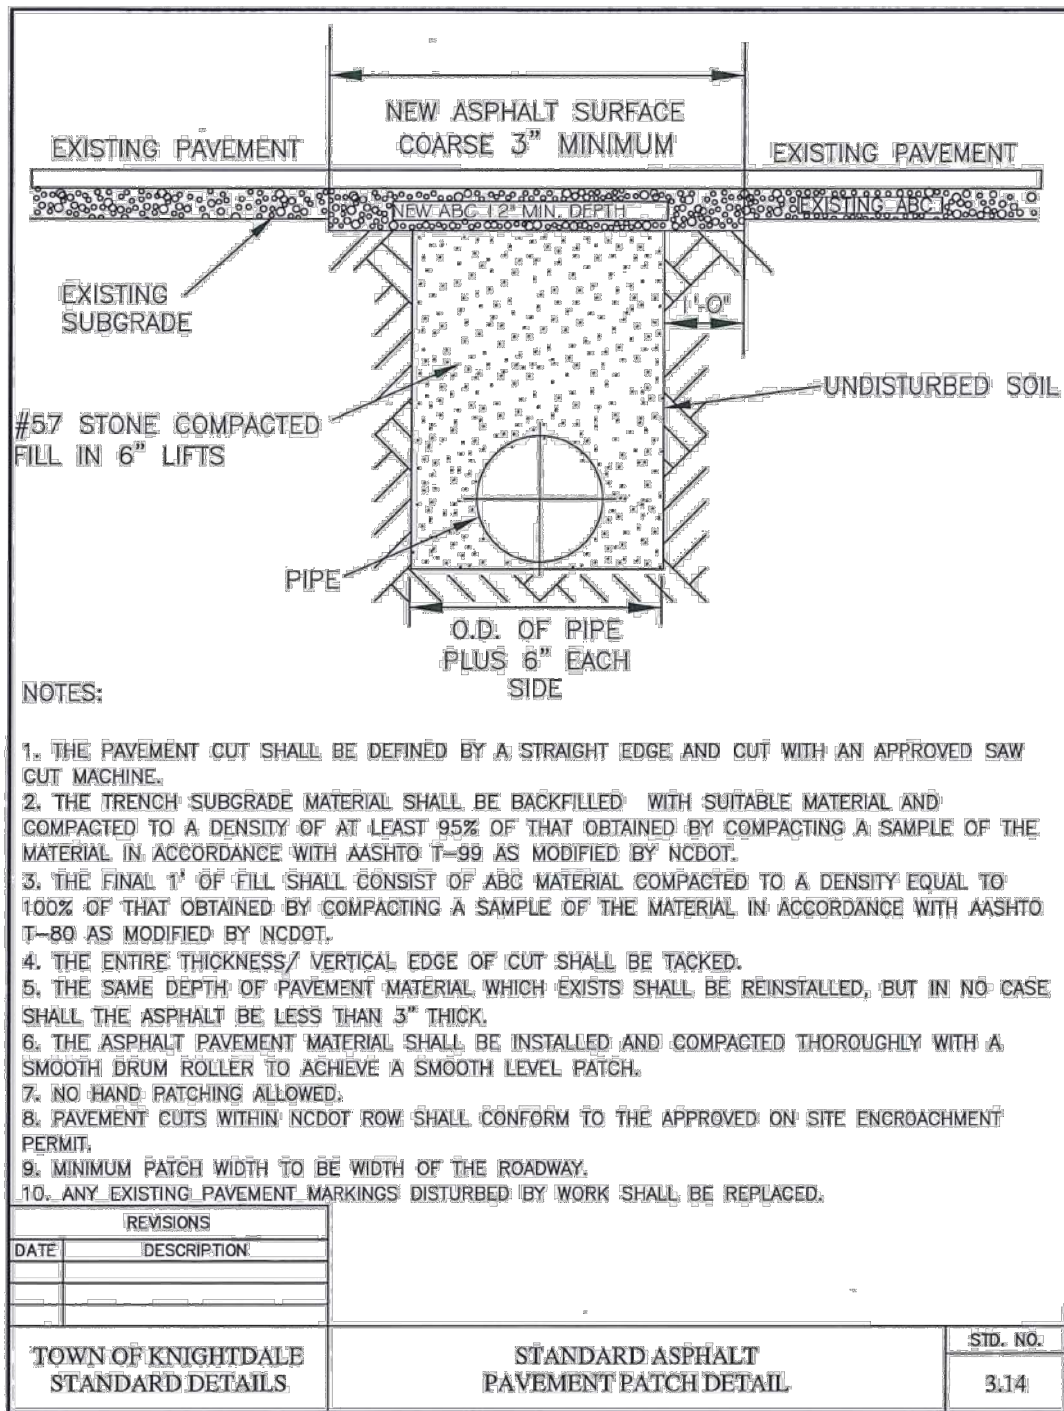 NEW ASPHALT SURFACE
COARSE 3" MINIMUM
EXISTING PAVEMENT
EXISTING PAVEMENT
NEW ABC 12" MIN. DEPTH
EXISTING ABC
EXISTING
SUBGRADE
1'-0"
UNDISTURBED SOIL
#57 STONE COMPACTED
FILL IN 6" LIFTS
PIPE
O.D. OF PIPE
PLUS 6" EACH
SIDE
NOTES:
1. THE PAVEMENT CUT SHALL BE DEFINED BY A STRAIGHT EDGE AND CUT WITH AN APPROVED SAW
CUT MACHINE.
2. THE TRENCH SUBGRADE MATERIAL SHALL BE BACKFILLED WITH SUITABLE MATERIAL AND
COMPACTED TO A DENSITY OF AT LEAST 95% OF THAT OBTAINED BY COMPACTING A SAMPLE OF THE
MATERIAL IN ACCORDANCE WITH AASHTO T-99 AS MODIFIED BY NCDOT.
3. THE FINAL 1' OF FILL SHALL CONSIST OF ABC MATERIAL COMPACTED TO A DENSITY EQUAL TO
100% OF THAT OBTAINED BY COMPACTING A SAMPLE OF THE MATERIAL IN ACCORDANCE WITH AASHTO
T-80 AS MODIFIED BY NCDOT.
4. THE ENTIRE THICKNESS/ VERTICAL EDGE OF CUT SHALL BE TACKED.
5. THE SAME DEPTH OF PAVEMENT MATERIAL WHICH EXISTS SHALL BE REINSTALLED, BUT IN NO CASE
SHALL THE ASPHALT BE LESS THAN 3" THICK.
6. THE ASPHALT PAVEMENT MATERIAL SHALL BE INSTALLED AND COMPACTED THOROUGHLY WITH A
SMOOTH DRUM ROLLER TO ACHIEVE A SMOOTH LEVEL PATCH.
7. NO HAND PATCHING ALLOWED.
8. PAVEMENT CUTS WITHIN NCDOT ROW SHALL CONFORM TO THE APPROVED ON SITE ENCROACHMENT
PERMIT.
9. MINIMUM PATCH WIDTH TO BE WIDTH OF THE ROADWAY.
10. ANY EXISTING PAVEMENT MARKINGS DISTURBED BY WORK SHALL BE REPLACED.
REVISIONS
DATE DESCRIPTION
TOWN OF KNIGHTDALE
STANDARD DETAILS
STANDARD ASPHALT
PAVEMENT PATCH DETAIL
STD. NO.
3.14